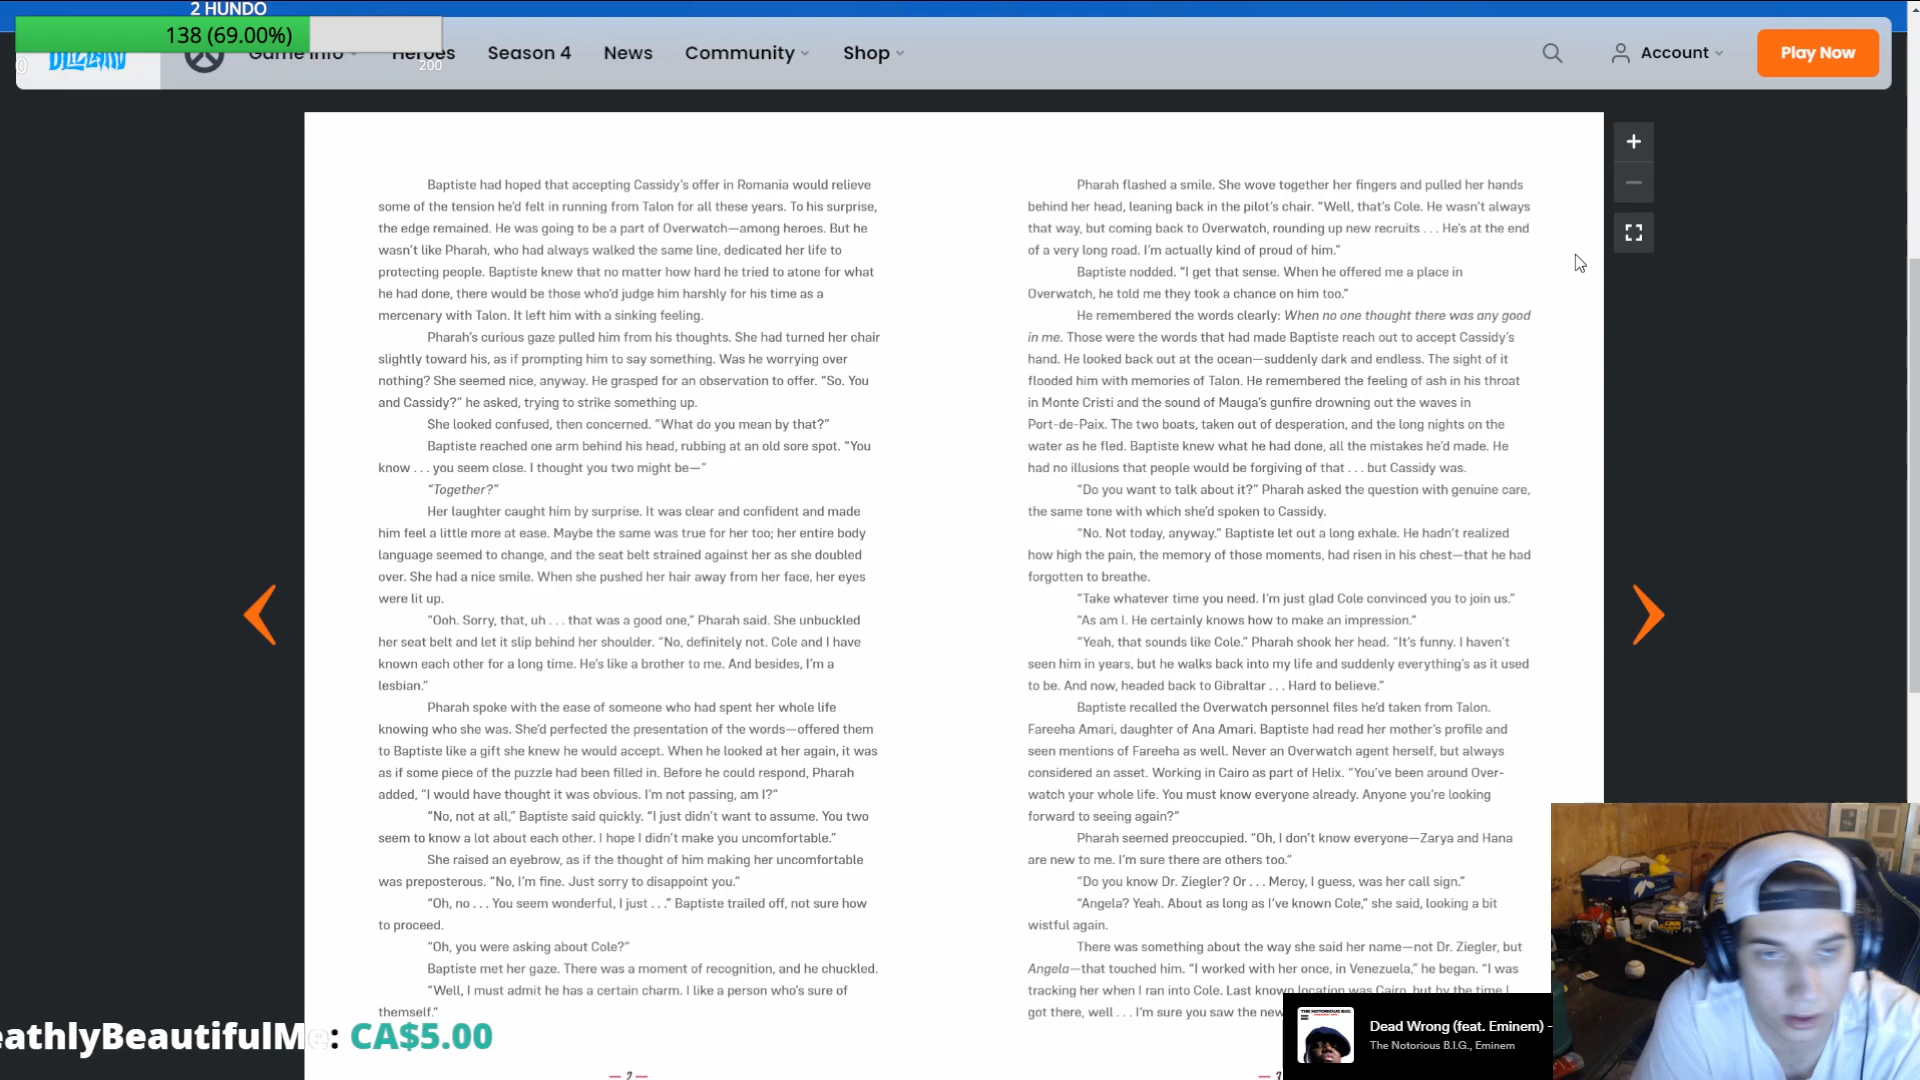 2 HUNDO
138 (69.00%)
0
200
Game Info
Heroes
Season 4
News
Community
Shop
Account
Play Now
Baptiste had hoped that accepting Cassidy’s offer in Romania would relieve
some of the tension he’d felt in running from Talon for all these years. To his surprise,
the edge remained. He was going to be a part of Overwatch—among heroes. But he
wasn’t like Pharah, who had always walked the same line, dedicated her life to
protecting people. Baptiste knew that no matter how hard he tried to atone for what
he had done, there would be those who’d judge him harshly for his time as a
mercenary with Talon. It left him with a sinking feeling.
Pharah’s curious gaze pulled him from his thoughts. She had turned her chair
slightly toward his, as if prompting him to say something. Was he worrying over
nothing? She seemed nice, anyway. He grasped for an observation to offer. “So. You
and Cassidy?” he asked, trying to strike something up.
She looked confused, then concerned. “What do you mean by that?”
Baptiste reached one arm behind his head, rubbing at an old sore spot. “You
know . . . you seem close. I thought you two might be—”
“Together?”
Her laughter caught him by surprise. It was clear and confident and made
him feel a little more at ease. Maybe the same was true for her too; her entire body
language seemed to change, and the seat belt strained against her as she doubled
over. She had a nice smile. When she pushed her hair away from her face, her eyes
were lit up.
“Ooh. Sorry, that, uh . . . that was a good one,” Pharah said. She unbuckled
her seat belt and let it slip behind her shoulder. “No, definitely not. Cole and I have
known each other for a long time. He’s like a brother to me. And besides, I’m a
lesbian.”
Pharah spoke with the ease of someone who had spent her whole life
knowing who she was. She’d perfected the presentation of the words—offered them
to Baptiste like a gift she knew he would accept. When he looked at her again, it was
as if some piece of the puzzle had been filled in. Before he could respond, Pharah
added, “I would have thought it was obvious. I’m not passing, am I?”
“No, not at all,” Baptiste said quickly. “I just didn’t want to assume. You two
seem to know a lot about each other. I hope I didn’t make you uncomfortable.”
She raised an eyebrow, as if the thought of him making her uncomfortable
was preposterous. “No, I’m fine. Just sorry to disappoint you.”
“Oh, no . . . You seem wonderful, I just . . .” Baptiste trailed off, not sure how
to proceed.
“Oh, you were asking about Cole?”
Baptiste met her gaze. There was a moment of recognition, and he chuckled.
“Well, I must admit he has a certain charm. I like a person who’s sure of
themself.”
— 2 —
Pharah flashed a smile. She wove together her fingers and pulled her hands
behind her head, leaning back in the pilot’s chair. “Well, that’s Cole. He wasn’t always
that way, but coming back to Overwatch, rounding up new recruits . . . He’s at the end
of a very long road. I’m actually kind of proud of him.”
Baptiste nodded. “I get that sense. When he offered me a place in
Overwatch, he told me they took a chance on him too.”
He remembered the words clearly: When no one thought there was any good
in me. Those were the words that had made Baptiste reach out to accept Cassidy’s
hand. He looked back out at the ocean—suddenly dark and endless. The sight of it
flooded him with memories of Talon. He remembered the feeling of ash in his throat
in Monte Cristi and the sound of Mauga’s gunfire drowning out the waves in
Port-de-Paix. The two boats, taken out of desperation, and the long nights on the
water as he fled. Baptiste knew what he had done, all the mistakes he’d made. He
had no illusions that people would be forgiving of that . . . but Cassidy was.
“Do you want to talk about it?” Pharah asked the question with genuine care,
the same tone with which she’d spoken to Cassidy.
“No. Not today, anyway.” Baptiste let out a long exhale. He hadn’t realized
how high the pain, the memory of those moments, had risen in his chest—that he had
forgotten to breathe.
“Take whatever time you need. I’m just glad Cole convinced you to join us.”
“As am I. He certainly knows how to make an impression.”
“Yeah, that sounds like Cole.” Pharah shook her head. “It’s funny. I haven’t
seen him in years, but he walks back into my life and suddenly everything’s as it used
to be. And now, headed back to Gibraltar . . . Hard to believe.”
Baptiste recalled the Overwatch personnel files he’d taken from Talon.
Fareeha Amari, daughter of Ana Amari. Baptiste had read her mother’s profile and
seen mentions of Fareeha as well. Never an Overwatch agent herself, but always
considered an asset. Working in Cairo as part of Helix. “You’ve been around Over-
watch your whole life. You must know everyone already. Anyone you’re looking
forward to seeing again?”
Pharah seemed preoccupied. “Oh, I don’t know everyone—Zarya and Hana
are new to me. I’m sure there are others too.”
“Do you know Dr. Ziegler? Or . . . Mercy, I guess, was her call sign.”
“Angela? Yeah. About as long as I’ve known Cole,” she said, looking a bit
wistful again.
There was something about the way she said her name—not Dr. Ziegler, but
Angela—that touched him. “I worked with her once, in Venezuela,” he began. “I was
tracking her when I ran into Cole. Last known location was Cairo, but by the time I
got there, well . . . I’m sure you saw the new
eathlyBeautifulMe: CA$5.00
Dead Wrong (feat. Eminem) -
The Notorious B.I.G., Eminem